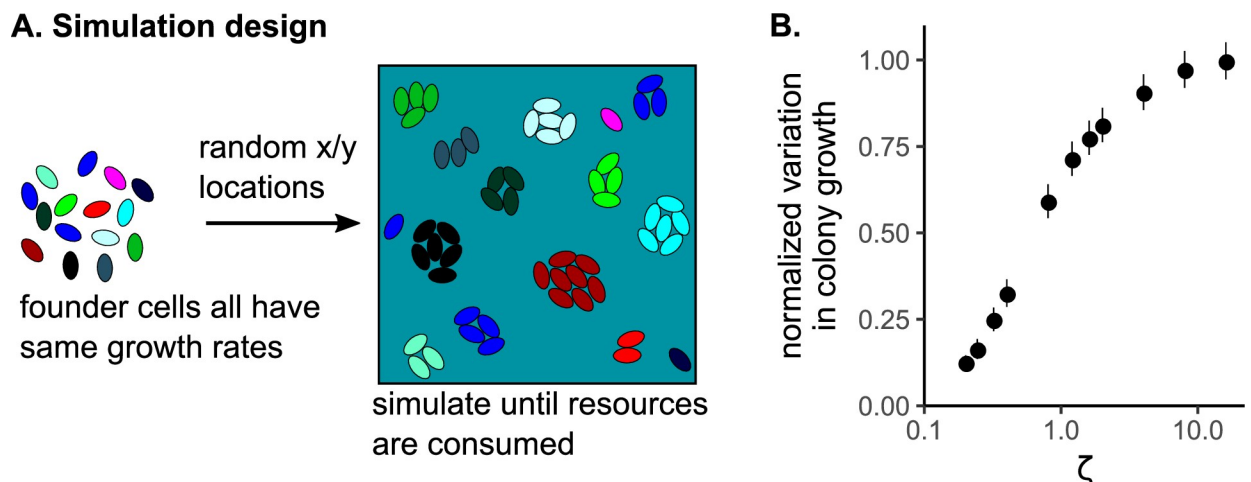 A. Simulation design
random x/y
locations
founder cells all have
same growth rates
simulate until resources
are consumed
B.
normalized variation
in colony growth
1.00
0.75
0.50
0.25
0.00
0.1
1.0
10.0
ζ